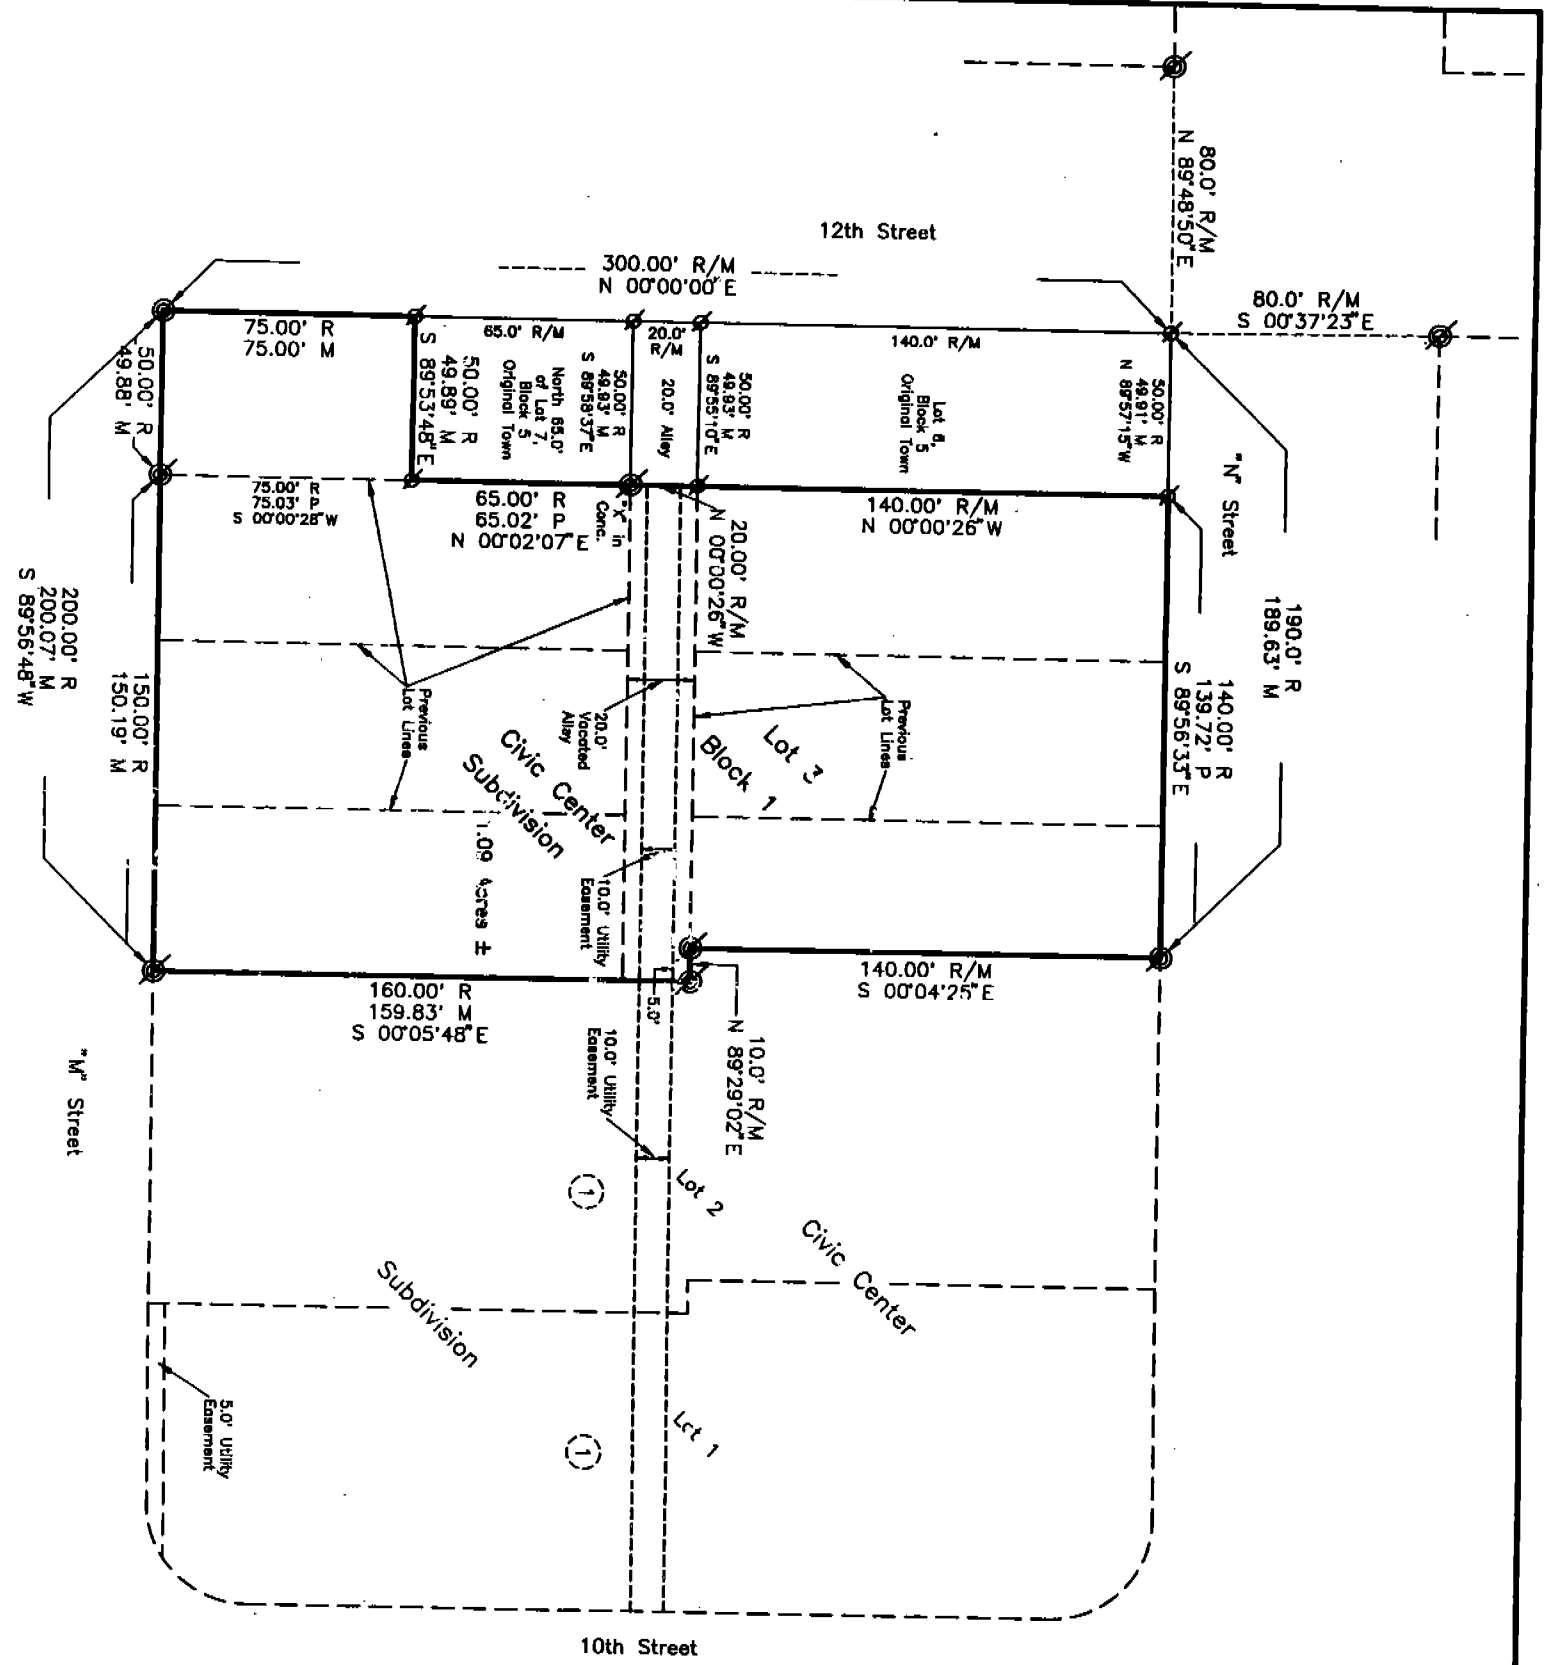 80.0' R/M
N 89°48'50"E
12th Street
300.00' R/M
N 00°00'00"E
80.0' R/M
S 00°37'23"E
75.00' R
75.00' M
65.0' R/M
20.0'
R/M
140.0' R/M
50.00' R
49.88' M
50.00' R
49.89' M
S 89°53'48"E
North 65.0'
of Lot 7,
Block 5
Original Town
50.00' R
49.93' M
S 89°58'37"E
20.0' Alley
50.00' R
49.93' M
S 89°55'10"E
Lot 6,
Block 5
Original Town
50.00' R
49.91' M
N 89°57'15"W
"N" Street
75.00' R
75.03' P
S 00°00'26"W
65.00' R
65.02' P
N 00°02'07"E
"X" in
Conc.
20.00' R/M
N 00°00'26"W
140.00' R/M
N 00°00'26"W
190.0' R
189.63' M
140.00' R
139.72' P
S 89°56'33"E
200.00' R
200.07' M
S 89°56'48"W
150.00' R
150.19' M
Previous
Lot Lines
20.0'
Vacated
Alley
Previous
Lot Lines
Lot 3
Block 1
Civic Center
Subdivision
1.09 Acres ±
10.0' Utility
Easement
5.0'
160.00' R
159.83' M
S 00°05'48"E
140.00' R/M
S 00°04'25"E
10.0' R/M
N 89°29'02"E
"M" Street
10.0' Utility
Easement
Lot 2
1
Civic Center
Subdivision
Lot 1
1
5.0' Utility
Easement
10th Street